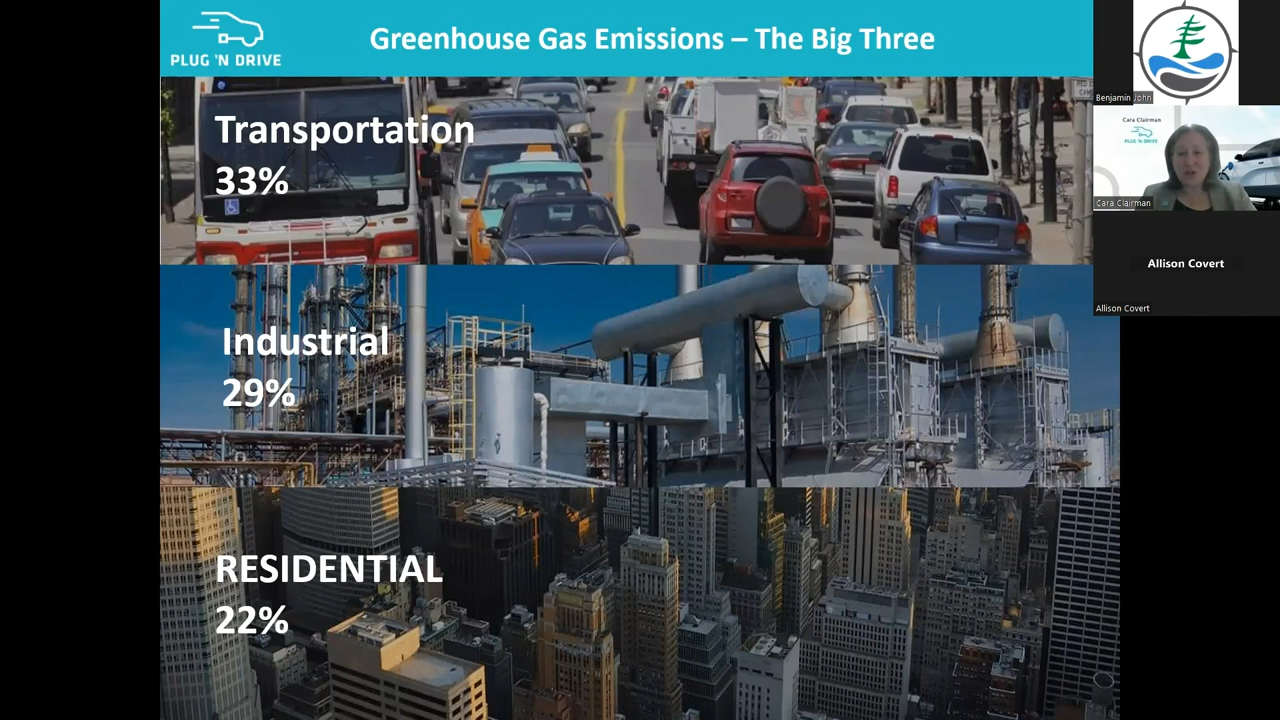 PLUG 'N DRIVE
Greenhouse Gas Emissions – The Big Three
Transportation
33%
Industrial
29%
RESIDENTIAL
22%
Benjamin John
Cara Clairman
PLUG 'N DRIVE
Cara Clairman
Allison Covert
Allison Covert